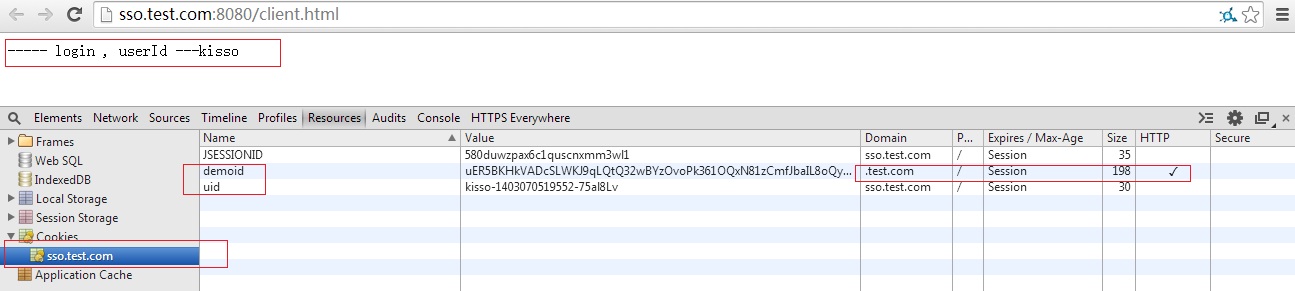 sso.test.com:8080/client.html
----- login , userId ---kisso
Elements Network Sources Timeline Profiles Resources Audits Console HTTPS Everywhere
Frames
Web SQL
IndexedDB
Local Storage
Session Storage
Cookies
sso.test.com
Application Cache
Name Value Domain P... Expires / Max-Age Size HTTP Secure
JSESSIONID 580duwzpax6c1quscnxmm3wl1 sso.test.com / Session 35
demoid uER5BKHkVADcSLWKJ9qLQtQ32wBYzOvoPk361OQxN81zCmfJbaIL8oQy... .test.com / Session 198 ✓
uid kisso-1403070519552-75al8Lv sso.test.com / Session 30